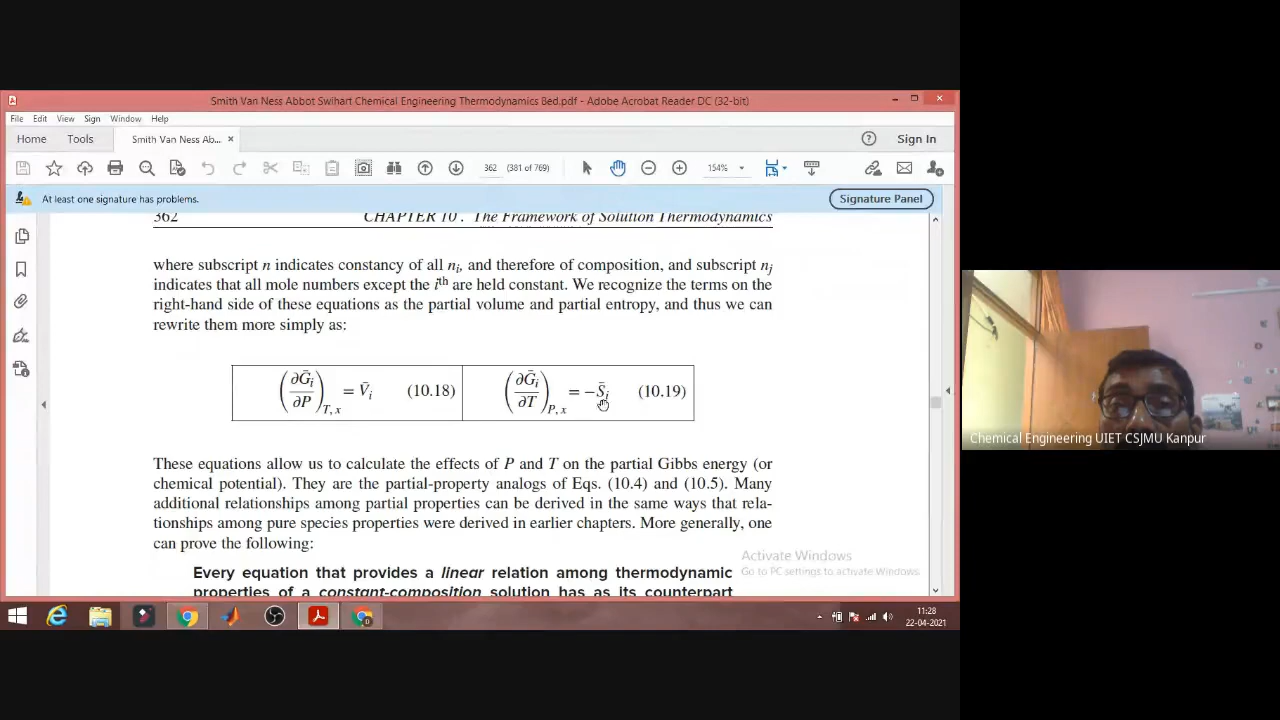 Smith Van Ness Abbot Swihart Chemical Engineering Thermodynamics 8ed.pdf - Adobe Acrobat Reader DC (32-bit)
File Edit View Sign Window Help
Home Tools Smith Van Ness Ab... × Sign In
362 (381 of 769) 154%
At least one signature has problems. Signature Panel
362 CHAPTER 10. The Framework of Solution Thermodynamics
where subscript n indicates constancy of all nᵢ, and therefore of composition, and subscript nⱼ
indicates that all mole numbers except the iᵗʰ are held constant. We recognize the terms on the
right-hand side of these equations as the partial volume and partial entropy, and thus we can
rewrite them more simply as:
(∂Ḡᵢ/∂P)T,x = V̄ᵢ (10.18) (∂Ḡᵢ/∂T)P,x = −S̄ᵢ (10.19)
These equations allow us to calculate the effects of P and T on the partial Gibbs energy (or
chemical potential). They are the partial-property analogs of Eqs. (10.4) and (10.5). Many
additional relationships among partial properties can be derived in the same ways that rela-
tionships among pure species properties were derived in earlier chapters. More generally, one
can prove the following:
Every equation that provides a linear relation among thermodynamic
properties of a constant-composition solution has as its counterpart
Activate Windows
Go to PC settings to activate Windows.
11:28
22-04-2021
Chemical Engineering UIET CSJMU Kanpur